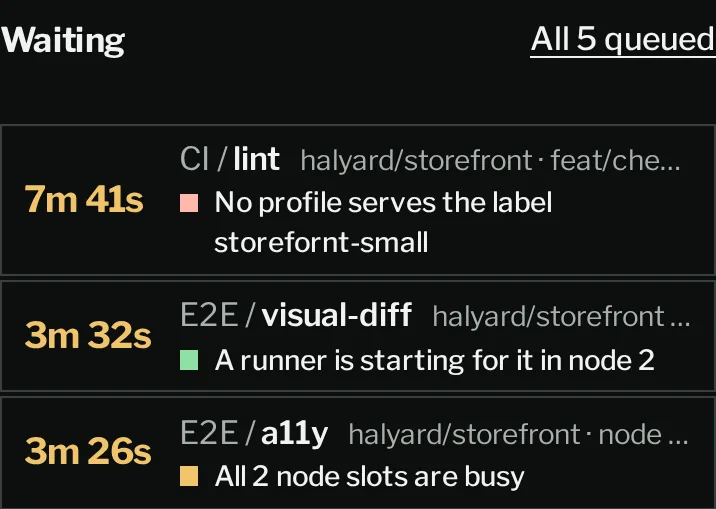 Waiting
All 5 queued
CI / lint halyard/storefront · feat/che...
7m 41s
No profile serves the label
storefornt-small
E2E / visual-diff halyard/storefront ...
3m 32s
A runner is starting for it in node 2
E2E / a11y halyard/storefront · node ...
3m 26s
All 2 node slots are busy